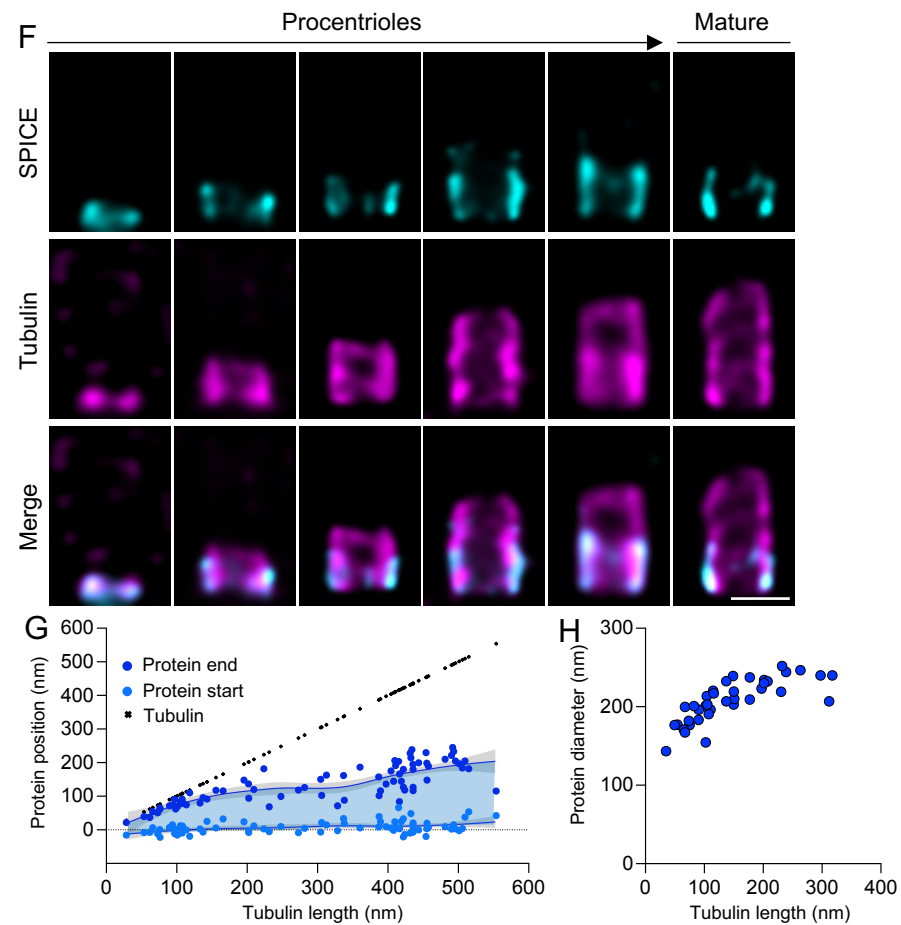 F
Procentrioles
Mature
SPICE
Tubulin
Merge
G
Protein position (nm)
600
500
400
300
200
100
0
Protein end
Protein start
Tubulin
0 100 200 300 400 500 600
Tubulin length (nm)
H
Protein diameter (nm)
300
200
100
0
0 100 200 300 400
Tubulin length (nm)